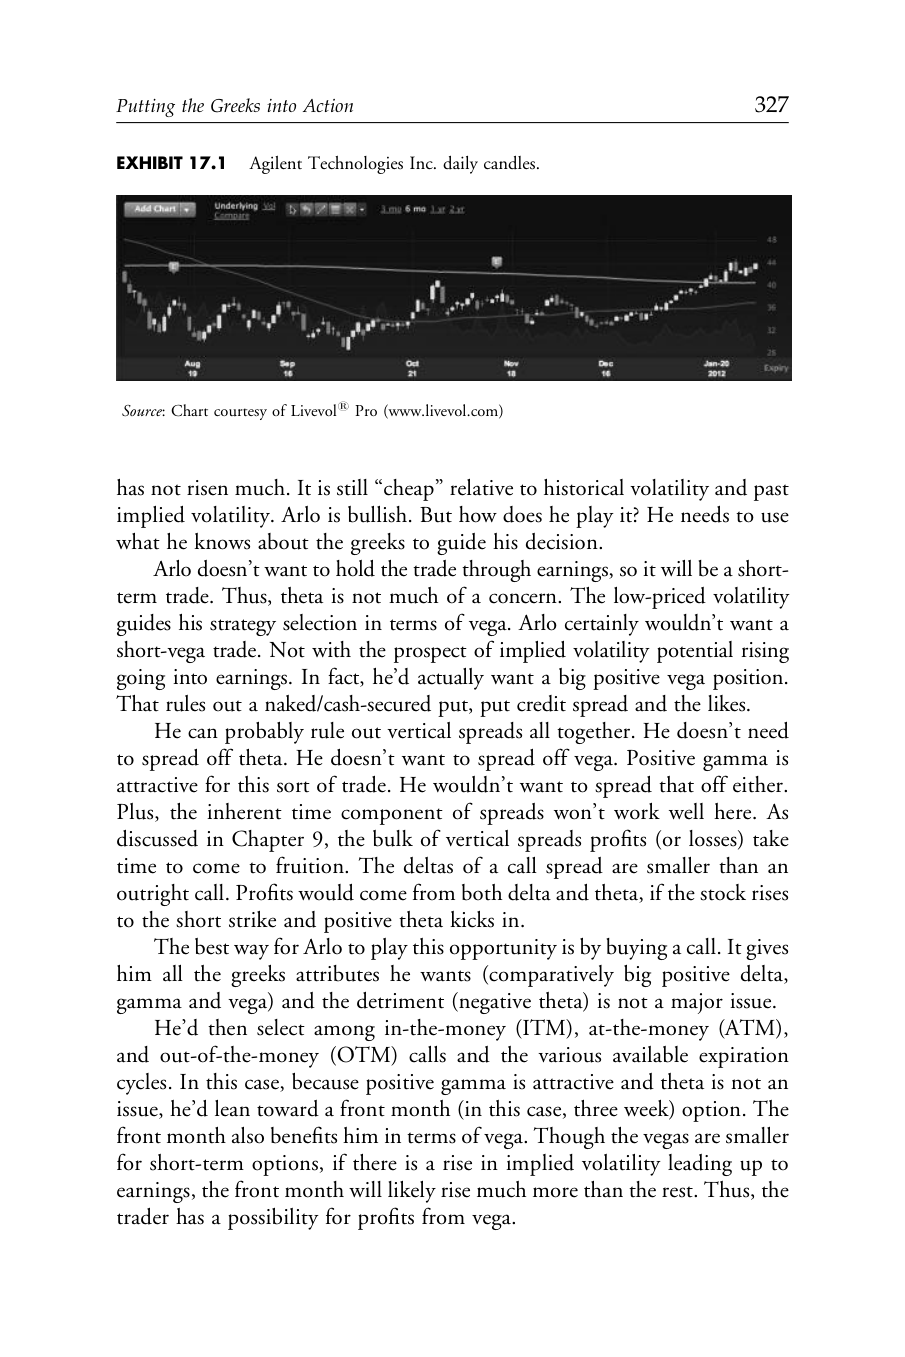 Putting the Greeks into Action 327
EXHIBIT 17.1 Agilent Technologies Inc. daily candles.
Add Chart Underlying Vol 1 mo 6 mo 1 yr 2 yr
Compare
48
44
40
36
32
28
Aug Sep Oct Nov Dec Jan-20
19 16 21 18 16 2012 Expiry
Source: Chart courtesy of Livevol® Pro (www.livevol.com)
has not risen much. It is still “cheap” relative to historical volatility and past
implied volatility. Arlo is bullish. But how does he play it? He needs to use
what he knows about the greeks to guide his decision.
Arlo doesn’t want to hold the trade through earnings, so it will be a short-
term trade. Thus, theta is not much of a concern. The low-priced volatility
guides his strategy selection in terms of vega. Arlo certainly wouldn’t want a
short-vega trade. Not with the prospect of implied volatility potential rising
going into earnings. In fact, he’d actually want a big positive vega position.
That rules out a naked/cash-secured put, put credit spread and the likes.
He can probably rule out vertical spreads all together. He doesn’t need
to spread off theta. He doesn’t want to spread off vega. Positive gamma is
attractive for this sort of trade. He wouldn’t want to spread that off either.
Plus, the inherent time component of spreads won’t work well here. As
discussed in Chapter 9, the bulk of vertical spreads profits (or losses) take
time to come to fruition. The deltas of a call spread are smaller than an
outright call. Profits would come from both delta and theta, if the stock rises
to the short strike and positive theta kicks in.
The best way for Arlo to play this opportunity is by buying a call. It gives
him all the greeks attributes he wants (comparatively big positive delta,
gamma and vega) and the detriment (negative theta) is not a major issue.
He’d then select among in-the-money (ITM), at-the-money (ATM),
and out-of-the-money (OTM) calls and the various available expiration
cycles. In this case, because positive gamma is attractive and theta is not an
issue, he’d lean toward a front month (in this case, three week) option. The
front month also benefits him in terms of vega. Though the vegas are smaller
for short-term options, if there is a rise in implied volatility leading up to
earnings, the front month will likely rise much more than the rest. Thus, the
trader has a possibility for profits from vega.